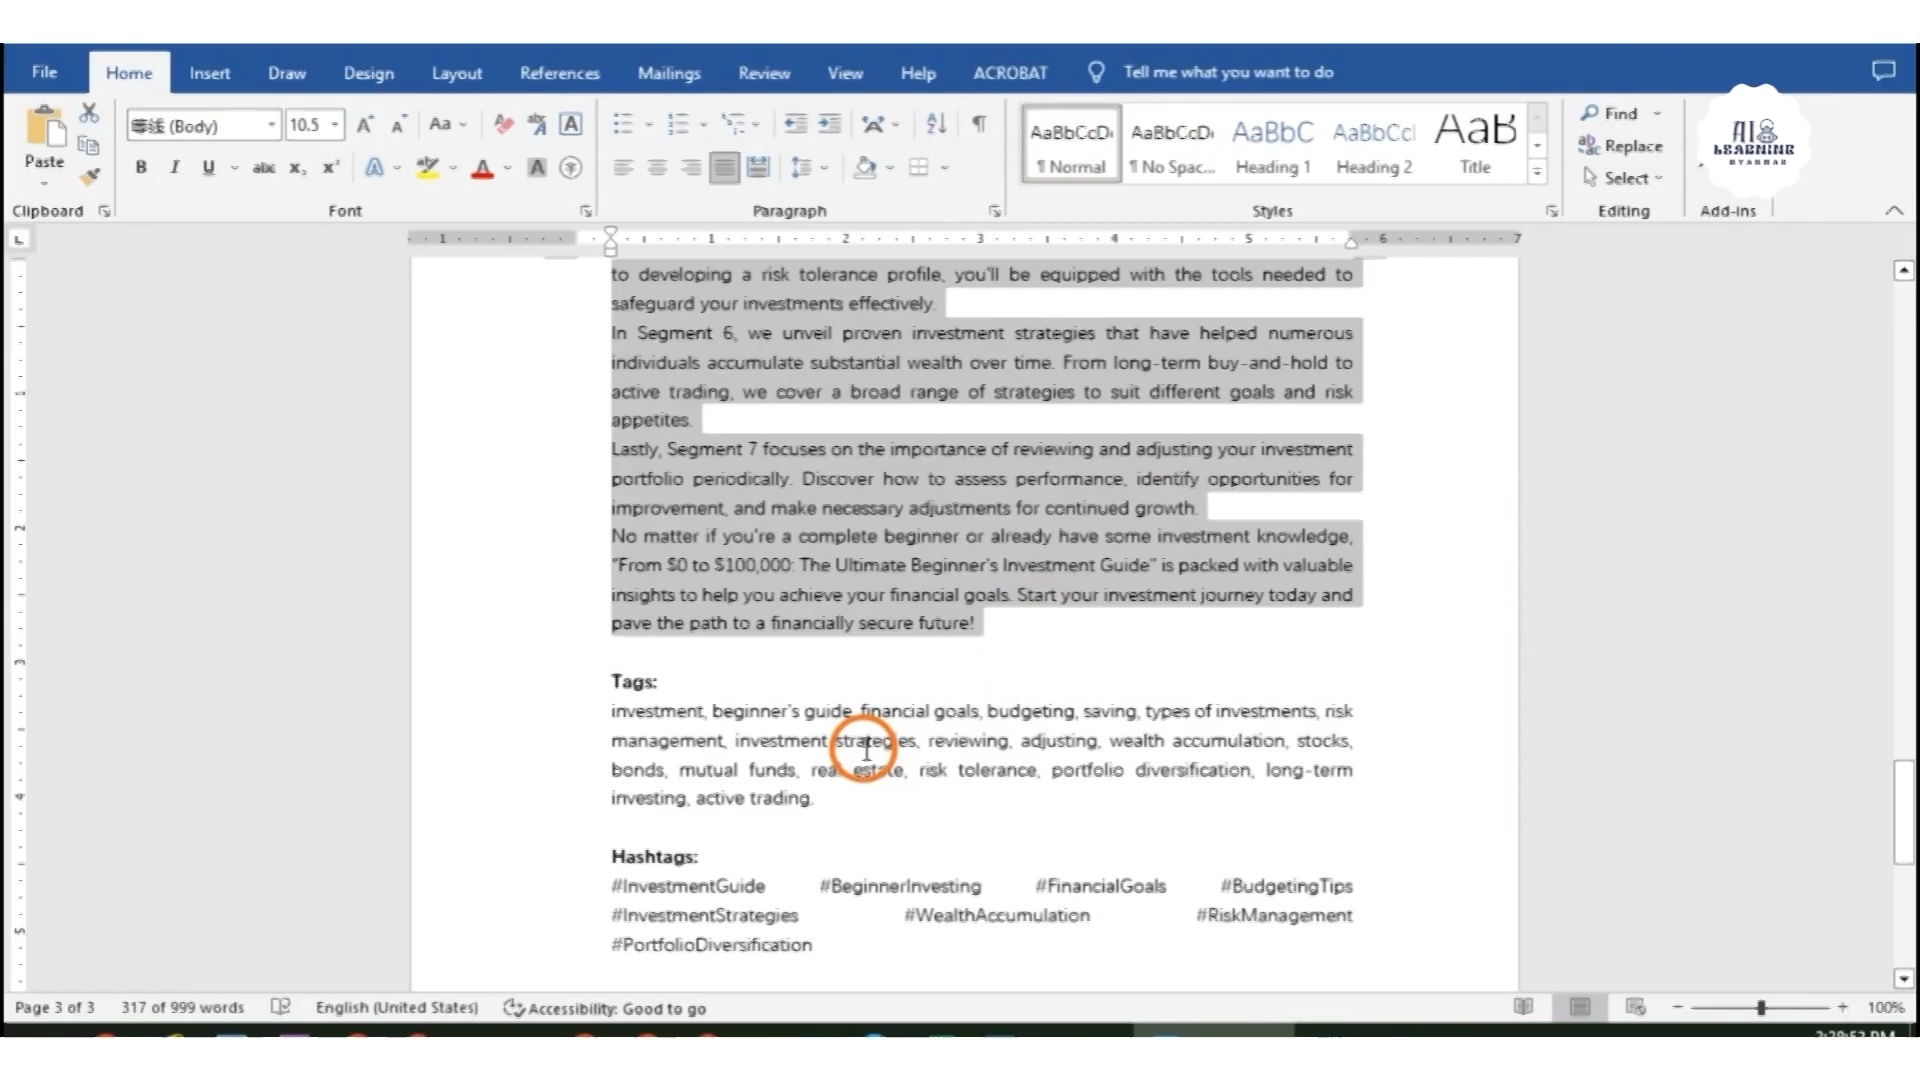 File Home Insert Draw Design Layout References Mailings Review View Help ACROBAT Tell me what you want to do
Paste
(Body) 10.5
Aa
B I U abc x₂ x²
AaBbCcDı AaBbCcDı AaBbC AaBbCcl AaB
¶ Normal ¶ No Spac... Heading 1 Heading 2 Title
Find
Replace
Select
AI
LEARNING
MYANMAR
Clipboard Font Paragraph Styles Editing Add-ins
1 1 2 3 4 5 6 7
to developing a risk tolerance profile, you'll be equipped with the tools needed to
safeguard your investments effectively.
In Segment 6, we unveil proven investment strategies that have helped numerous
individuals accumulate substantial wealth over time. From long-term buy-and-hold to
active trading, we cover a broad range of strategies to suit different goals and risk
appetites.
Lastly, Segment 7 focuses on the importance of reviewing and adjusting your investment
portfolio periodically. Discover how to assess performance, identify opportunities for
improvement, and make necessary adjustments for continued growth.
No matter if you're a complete beginner or already have some investment knowledge,
"From $0 to $100,000: The Ultimate Beginner's Investment Guide" is packed with valuable
insights to help you achieve your financial goals. Start your investment journey today and
pave the path to a financially secure future!
Tags:
investment, beginner's guide, financial goals, budgeting, saving, types of investments, risk
management, investment strategies, reviewing, adjusting, wealth accumulation, stocks,
bonds, mutual funds, real estate, risk tolerance, portfolio diversification, long-term
investing, active trading.
Hashtags:
#InvestmentGuide #BeginnerInvesting #FinancialGoals #BudgetingTips
#InvestmentStrategies #WealthAccumulation #RiskManagement
#PortfolioDiversification
Page 3 of 3 317 of 999 words English (United States) Accessibility: Good to go 100%